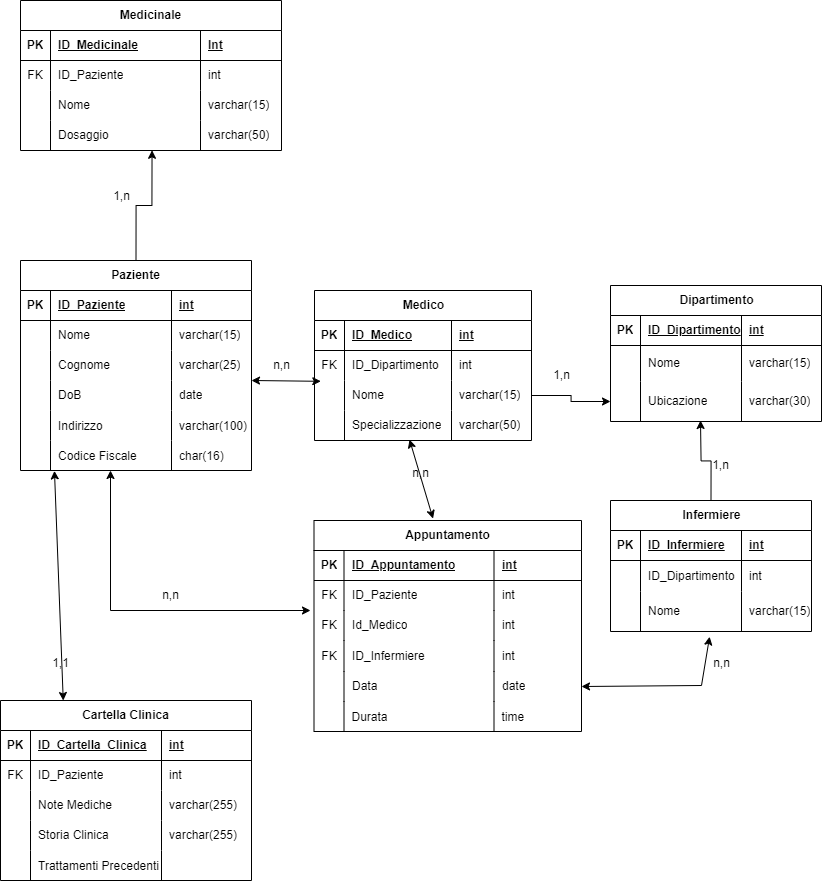 Medicinale
PK ID_Medicinale Int
FK ID_Paziente int
Nome varchar(15)
Dosaggio varchar(50)
1,n
Paziente
PK ID_Paziente int
Nome varchar(15)
Cognome varchar(25)
DoB date
Indirizzo varchar(100)
Codice Fiscale char(16)
n,n
Medico
PK ID_Medico int
FK ID_Dipartimento int
Nome varchar(15)
Specializzazione varchar(50)
1,n
Dipartimento
PK ID_Dipartimento int
Nome varchar(15)
Ubicazione varchar(30)
1,n
n,n
Infermiere
PK ID_Infermiere int
ID_Dipartimento int
Nome varchar(15)
n,n
Appuntamento
PK ID_Appuntamento int
FK ID_Paziente int
FK Id_Medico int
FK ID_Infermiere int
Data date
Durata time
n,n
1,1
Cartella Clinica
PK ID_Cartella_Clinica int
FK ID_Paziente int
Note Mediche varchar(255)
Storia Clinica varchar(255)
Trattamenti Precedenti